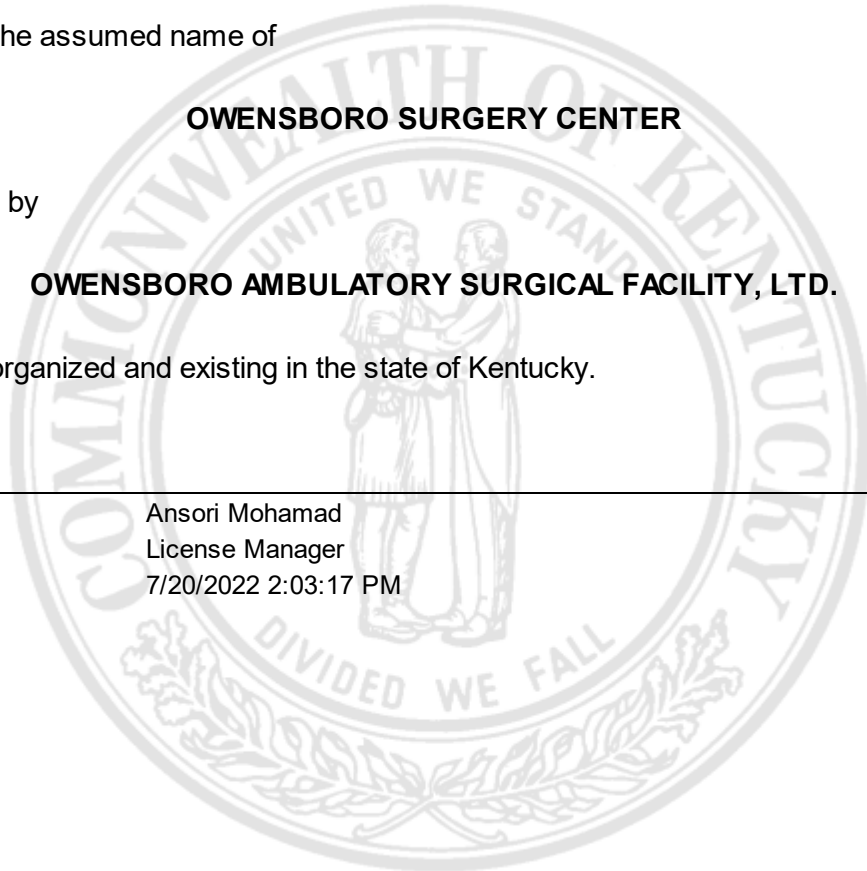 he assumed name of
OWENSBORO SURGERY CENTER
by
OWENSBORO AMBULATORY SURGICAL FACILITY, LTD.
organized and existing in the state of Kentucky.
Ansori Mohamad
License Manager
7/20/2022 2:03:17 PM
COMMONWEALTH OF KENTUCKY
UNITED WE STAND
DIVIDED WE FALL